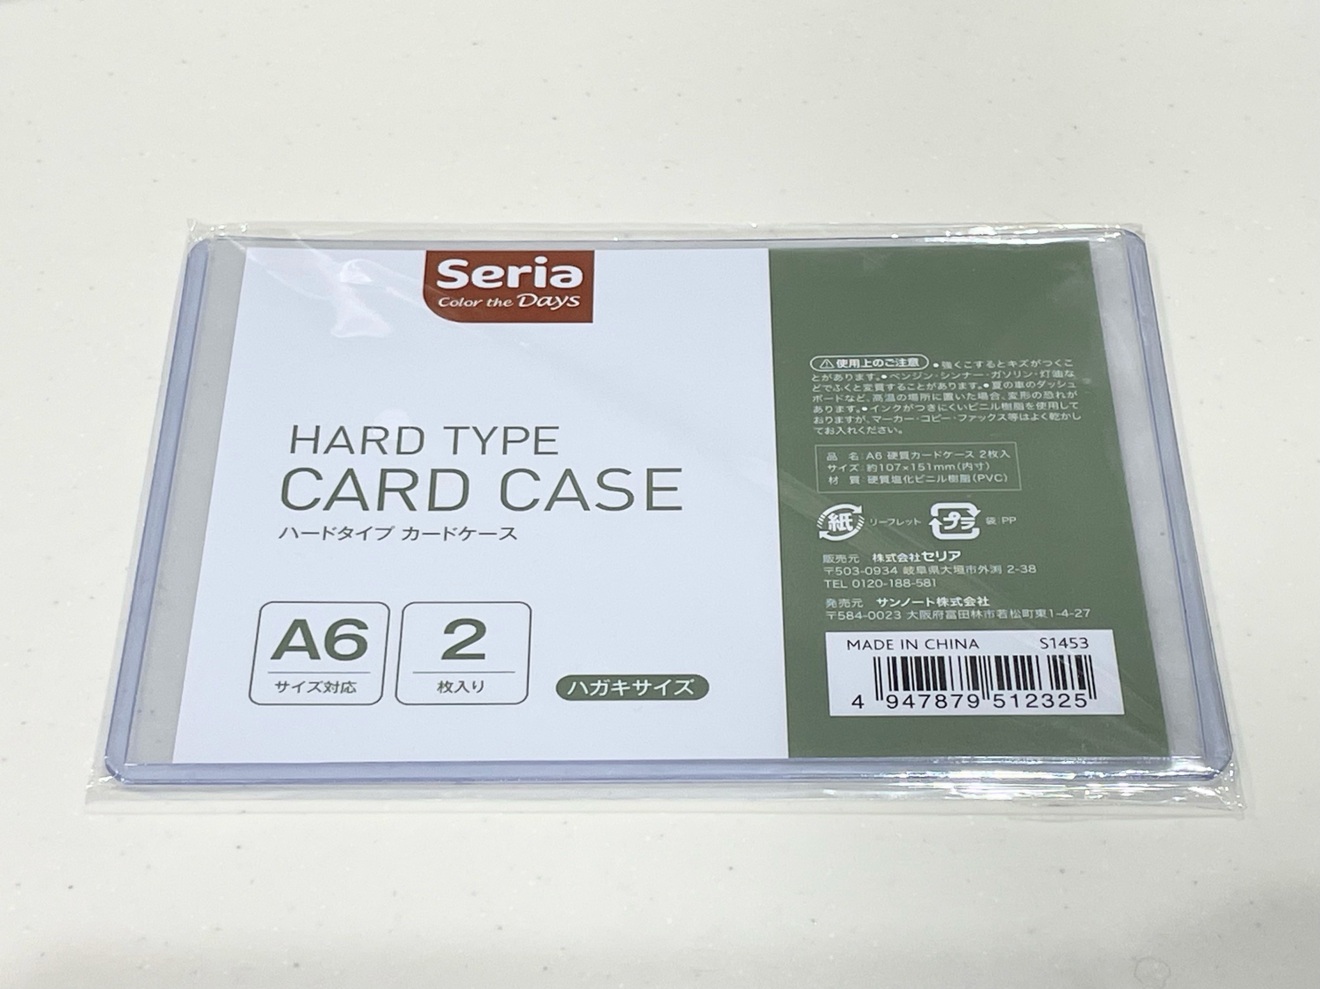 Seria
Color the Days
HARD TYPE
CARD CASE
ハードタイプ カードケース
A6
サイズ対応
2
枚入り
ハガキサイズ
使用上のご注意 ●強くこするとキズがつくこ
とがあります。●ベンジン・シンナー・ガソリン・灯油な
どでふくと変質することがあります。●夏の車のダッシュ
ボードなど、高温の場所に置いた場合、変形の恐れが
あります。●インクがつきにくいビニル樹脂を使用して
おりますが、マーカー・コピー・ファックス等はよく乾かし
てお入れください。
品 名:A6 硬質カードケース 2枚入
サイズ:約107×151mm(内寸)
材 質:硬質塩化ビニル樹脂(PVC)
紙 リーフレット プラ 袋:PP
販売元 株式会社セリア
〒503-0934 岐阜県大垣市外渕 2-38
TEL 0120-188-581
発売元 サンノート株式会社
〒584-0023 大阪府富田林市若松町東1-4-27
MADE IN CHINA S1453
4 947879 512325